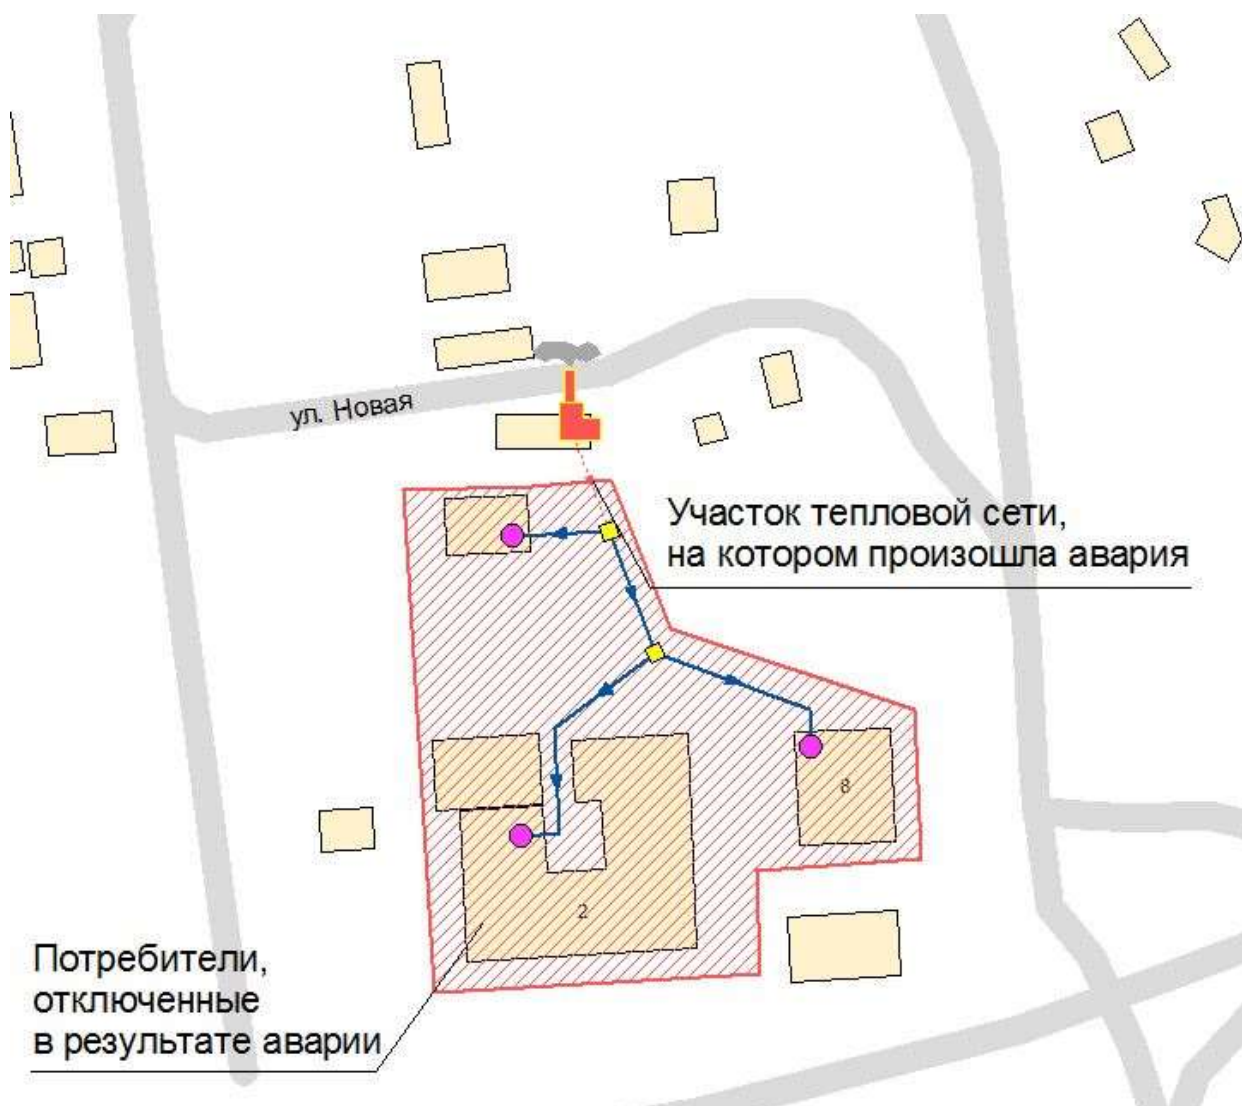 ул. Новая
Участок тепловой сети,
на котором произошла авария
8
2
Потребители,
отключенные
в результате аварии